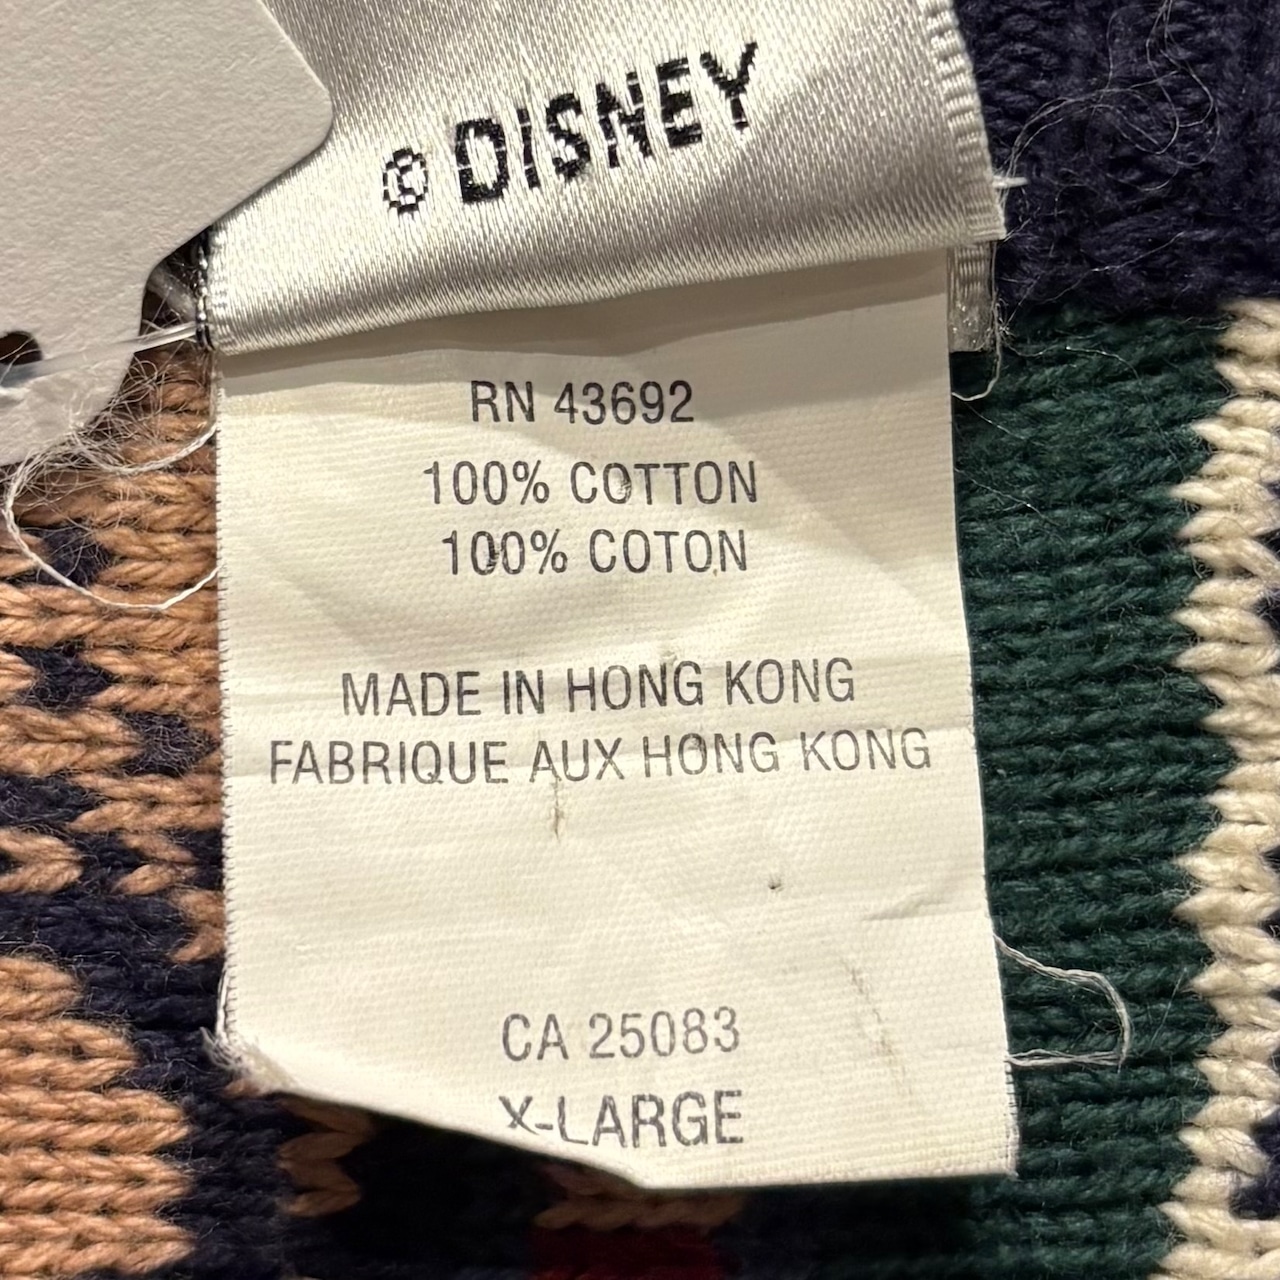 © DISNEY
RN 43692
100% COTTON
100% COTON
MADE IN HONG KONG
FABRIQUE AUX HONG KONG
CA 25083
X-LARGE